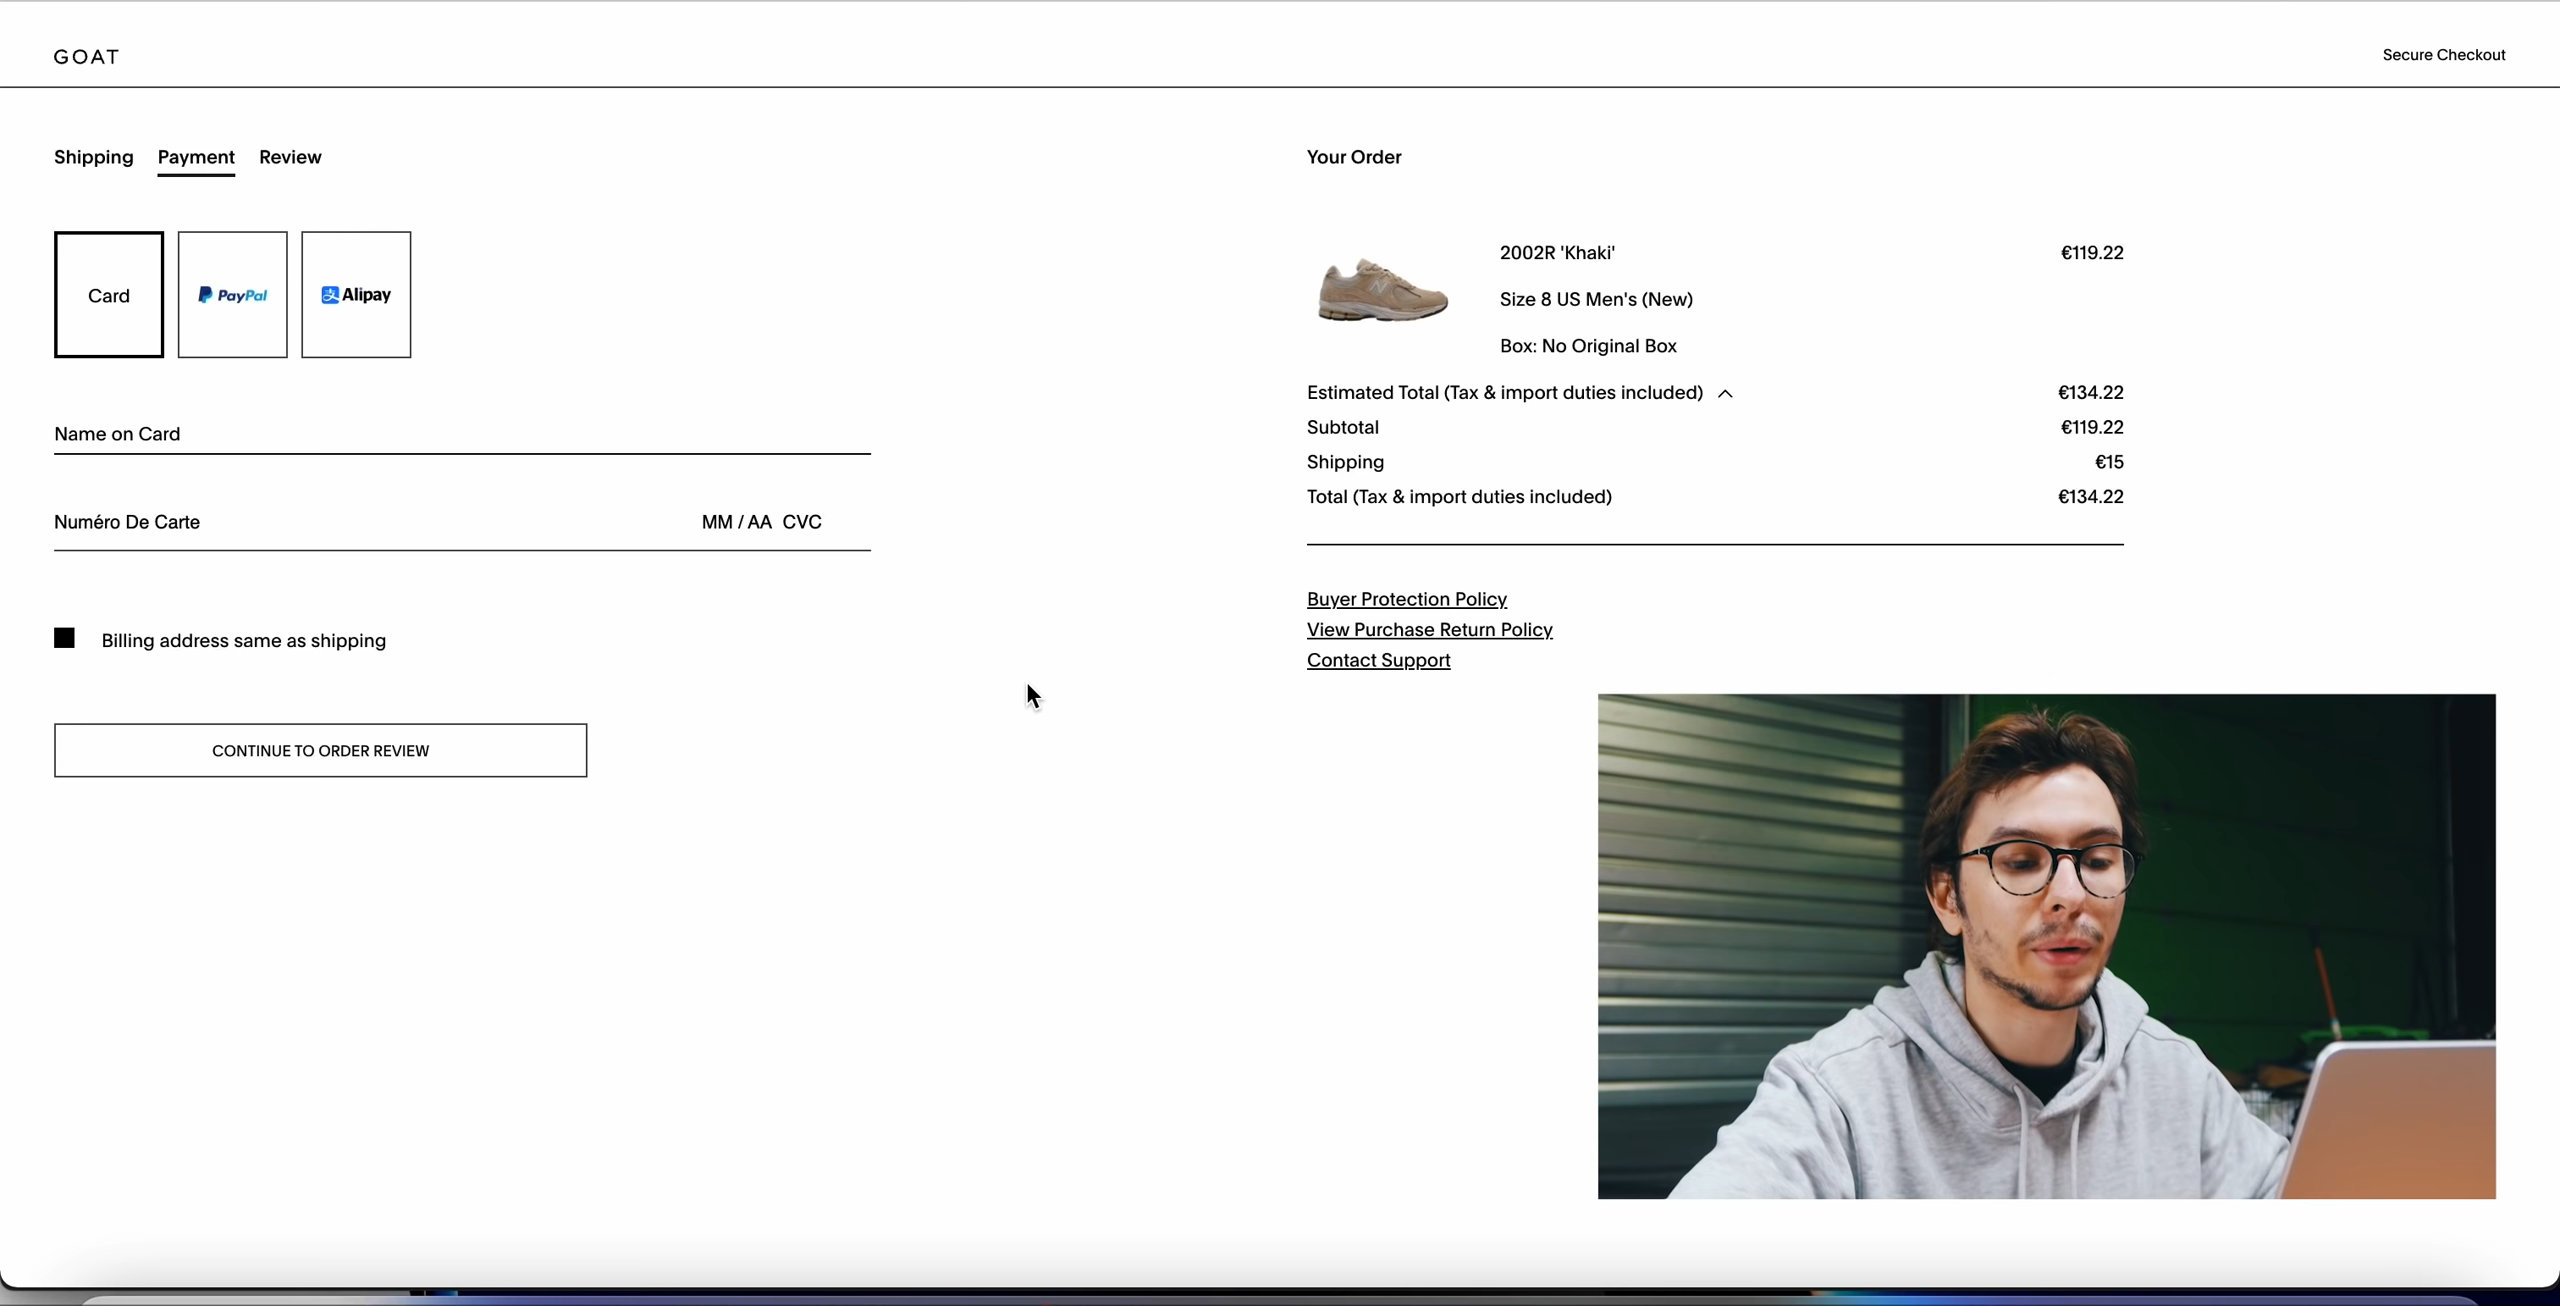 GOAT
Secure Checkout
Shipping Payment Review
Card
PayPal
Alipay
Name on Card
Numéro De Carte MM / AA CVC
Billing address same as shipping
CONTINUE TO ORDER REVIEW
Your Order
2002R 'Khaki' €119.22
Size 8 US Men's (New)
Box: No Original Box
Estimated Total (Tax & import duties included) €134.22
Subtotal €119.22
Shipping €15
Total (Tax & import duties included) €134.22
Buyer Protection Policy
View Purchase Return Policy
Contact Support